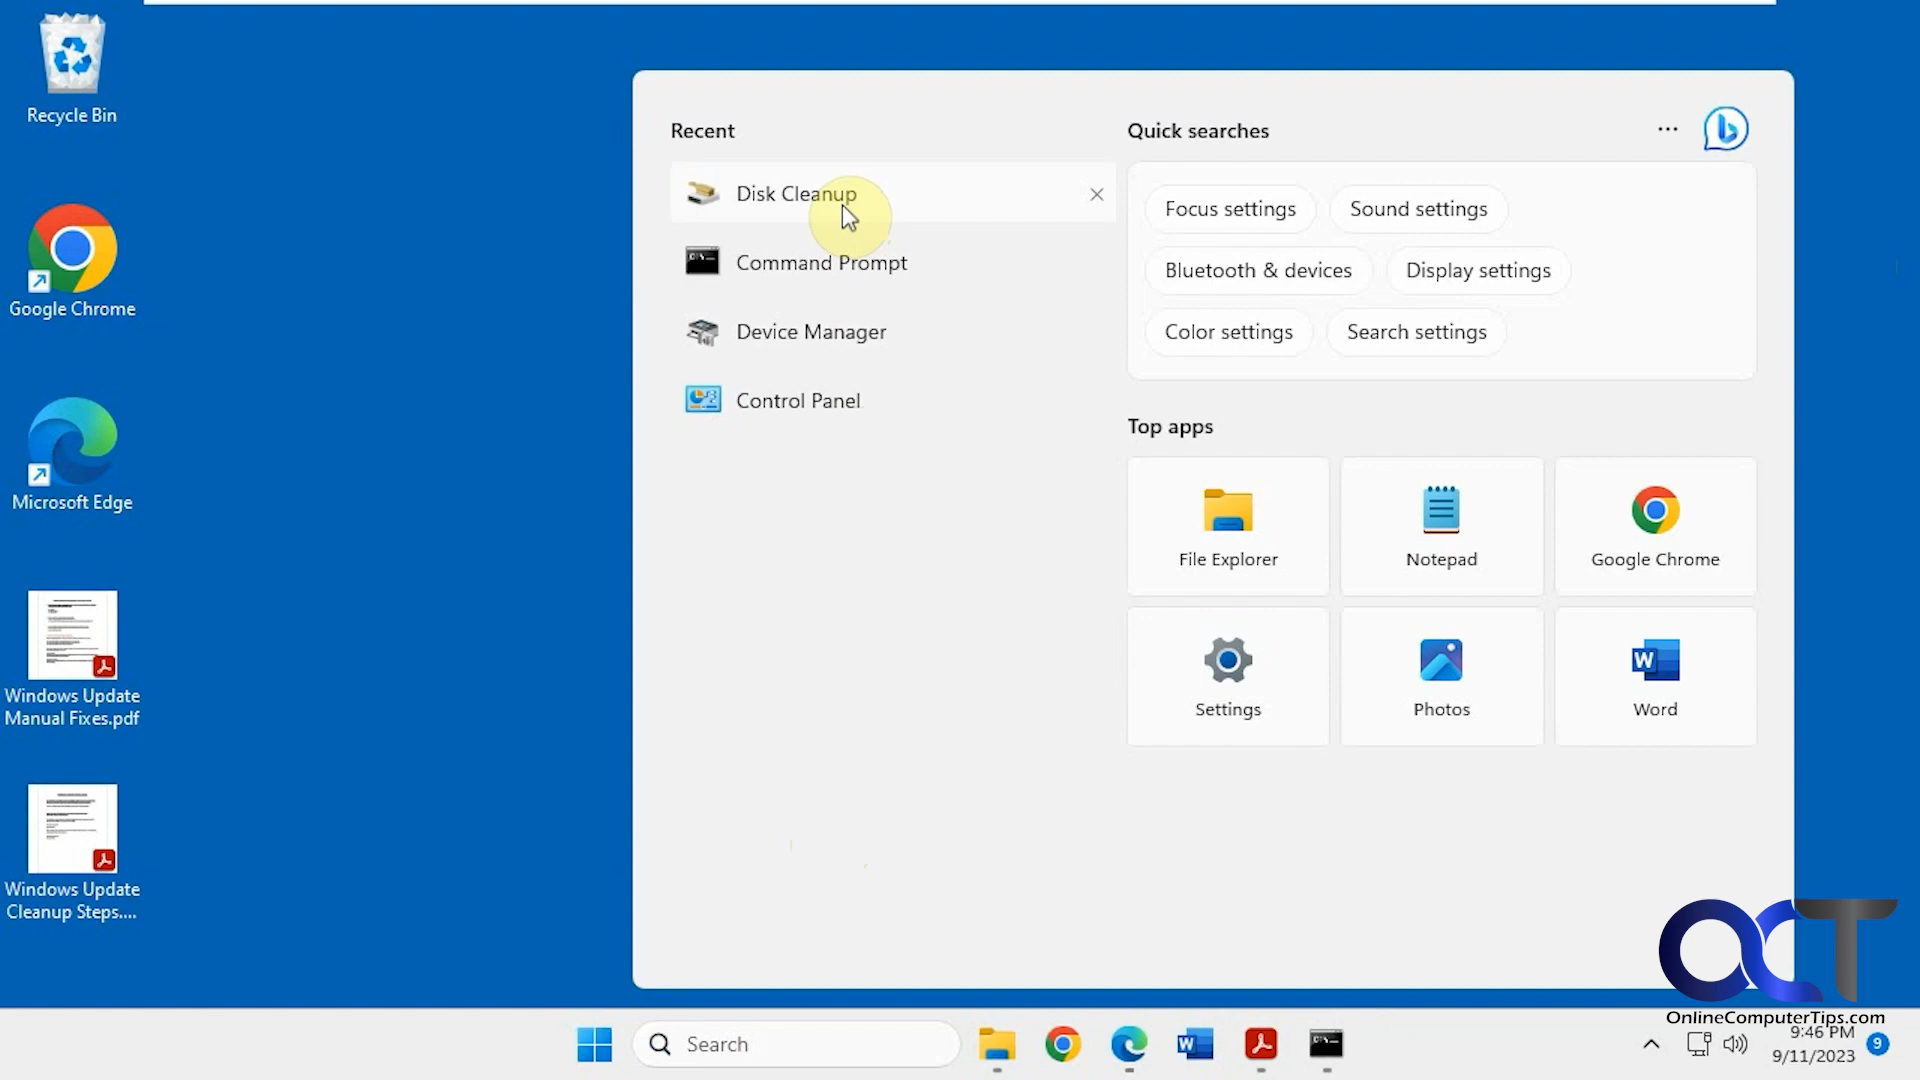 Recycle Bin
Google Chrome
Microsoft Edge
Windows Update
Manual Fixes.pdf
Windows Update
Cleanup Steps....
Recent
Disk Cleanup
Command Prompt
Device Manager
Control Panel
Quick searches
Focus settings
Sound settings
Bluetooth & devices
Display settings
Color settings
Search settings
Top apps
File Explorer
Notepad
Google Chrome
Settings
Photos
Word
OCT
OnlineComputerTips.com
Search
9:46 PM
9/11/2023
9